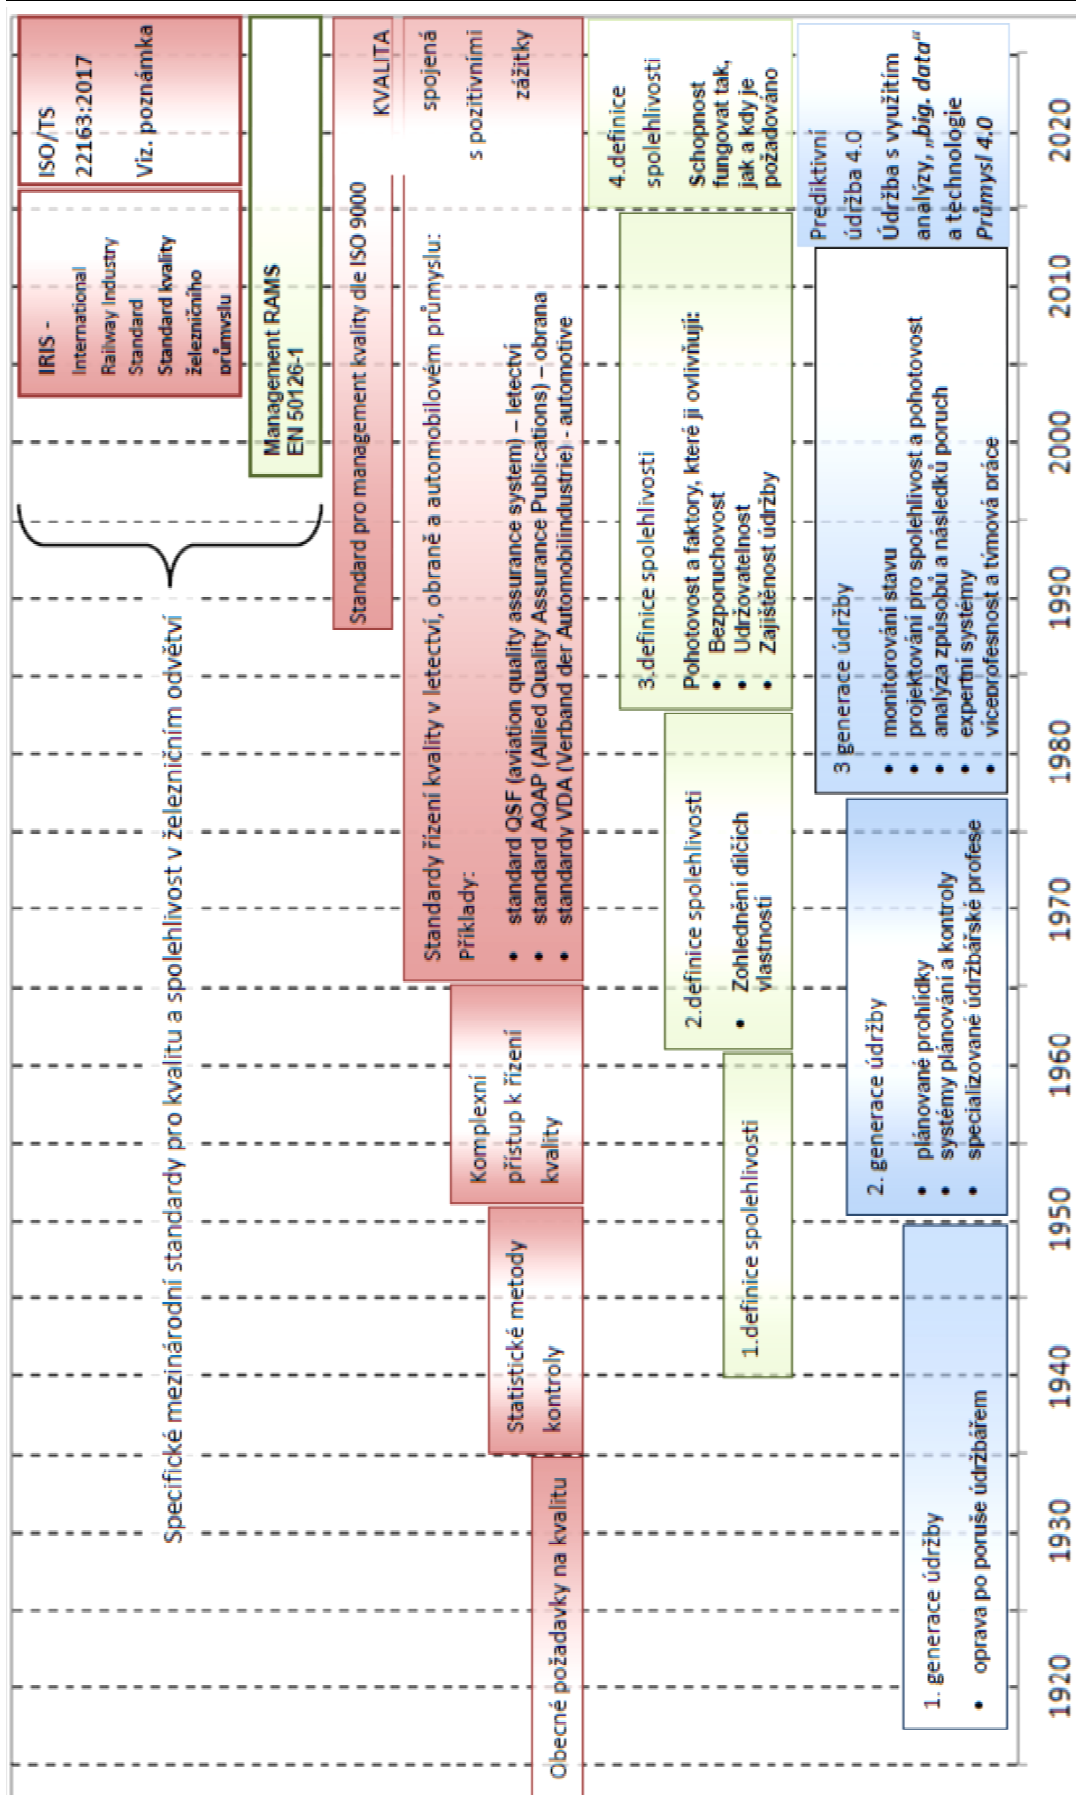 ISO/TS
22163:2017
Viz. poznámka
IRIS -
International
Railway Industry
Standard
Standard kvality
železničního
průmyslu
Management RAMS
EN 50126-1
Specifické mezinárodní standardy pro kvalitu a spolehlivost v železničním odvětví
Standard pro management kvality dle ISO 9000
KVALITA
spojená
s pozitivními
zážitky
Standardy řízení kvality v letectví, obraně a automobilovém průmyslu:
Příklady:
• standard QSF (aviation quality assurance system) – letectví
• standard AQAP (Allied Quality Assurance Publications) – obrana
• standardy VDA (Verband der Automobilindustrie) - automotive
Komplexní
přístup k řízení
kvality
Statistické metody
kontroly
Obecné požadavky na kvalitu
4.definice
spolehlivosti
Schopnost
fungovat tak,
jak a kdy je
požadováno
3.definice spolehlivosti
Pohotovost a faktory, které ji ovlivňují:
• Bezporuchovost
• Udržovatelnost
• Zajištěnost údržby
2.definice spolehlivosti
• Zohlednění dílčích
vlastností
1.definice spolehlivosti
Prediktivní
údržba 4.0
Údržba s využitím
analýzy, „big. data“
a technologie
Průmysl 4.0
3 generace údržby
• monitorování stavu
• projektování pro spolehlivost a pohotovost
• analýza způsobů a následků poruch
• expertní systémy
• víceprofesnost a týmová práce
2. generace údržby
• plánované prohlídky
• systémy plánování a kontroly
• specializované údržbářské profese
1. generace údržby
• oprava po poruše údržbářem
1920 1930 1940 1950 1960 1970 1980 1990 2000 2010 2020